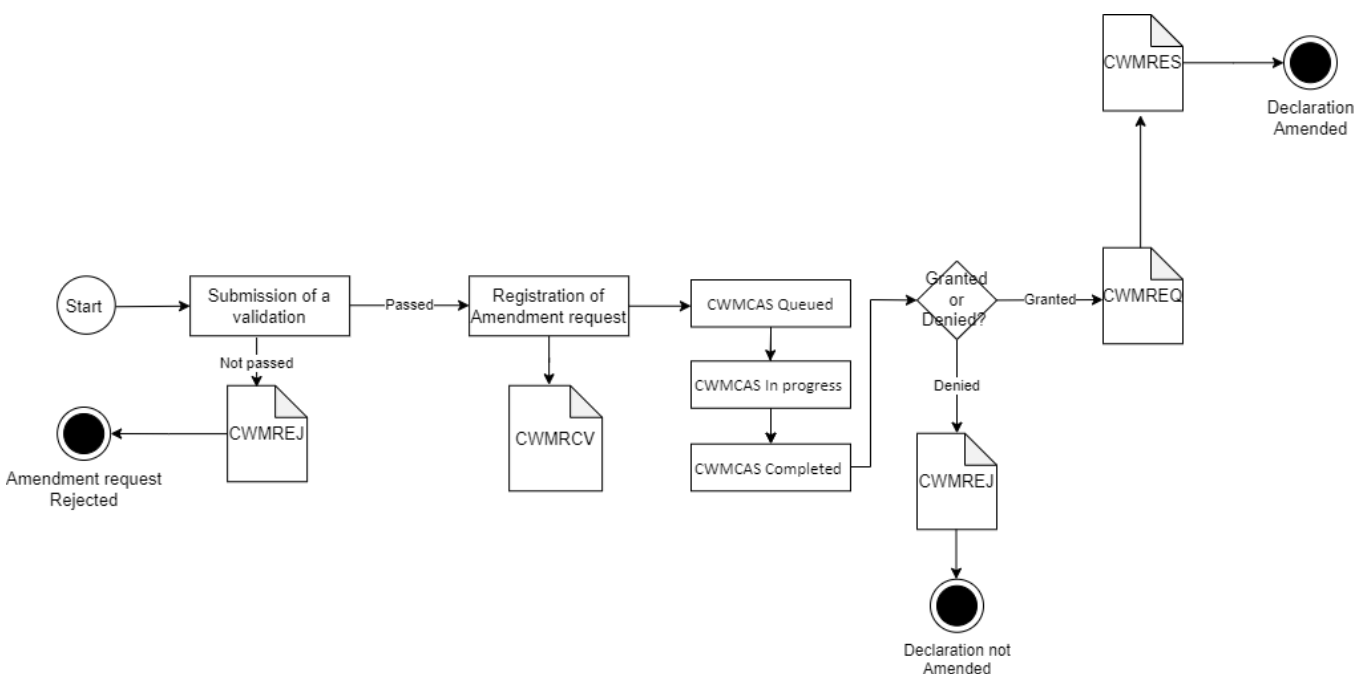 CWMRES
Declaration
Amended
Start
Submission of a
validation
Passed
Registration of
Amendment request
CWMCAS Queued
Granted
or
Denied?
Granted
CWMREQ
Not passed
CWMCAS In progress
Denied
CWMREJ
CWMRCV
CWMCAS Completed
Amendment request
Rejected
CWMREJ
Declaration not
Amended